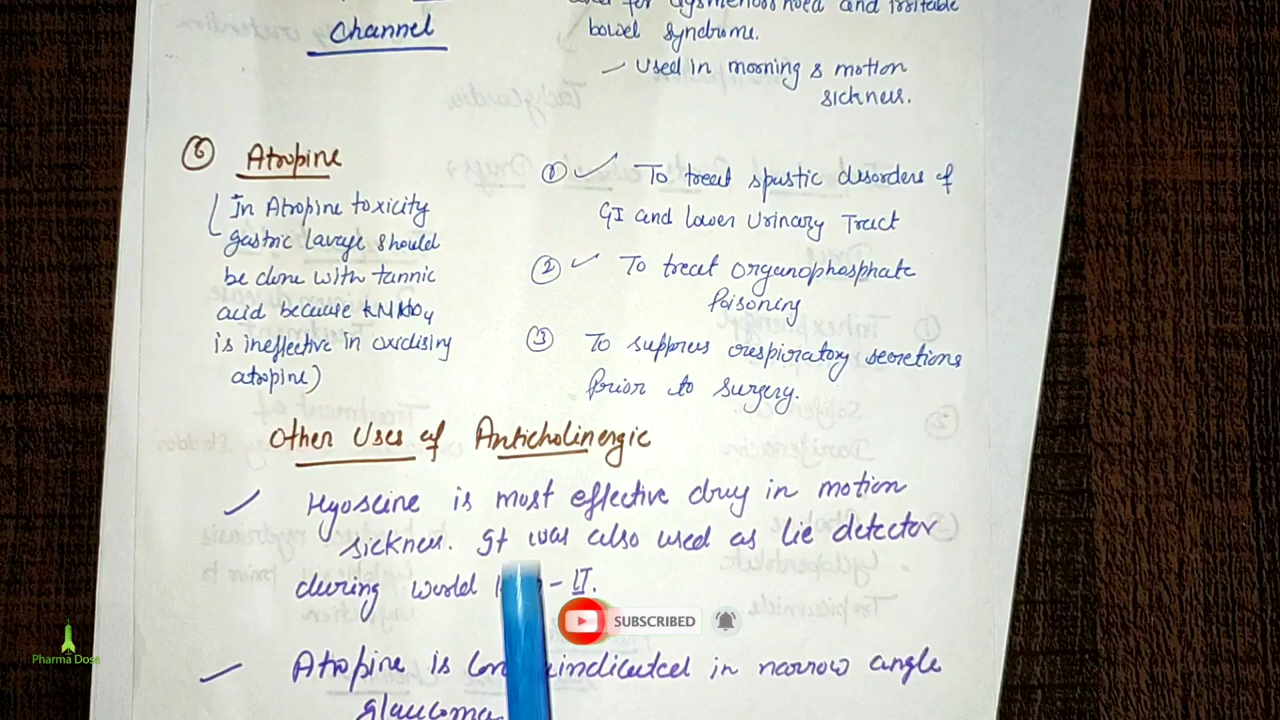 Channel
and irritable
bowel syndrome.
used in morning & motion
sickness.
⑥ Atropine
(In Atropine toxicity
gastric lavage should
be done with tannic
acid because KMnO4
is ineffective in oxidising
atropine)
① To treat spastic disorders of
GI and Lower Urinary Tract
② To treat organophosphate
Poisoning
③ To suppress respiratory secretions
Prior to surgery.
Other Uses of Anticholinergic
Hyoscine is most effective drug in motion
sickness. It was also used as lie detector
during world - II.
SUBSCRIBED
Atropine is in narrow angle
glaucoma
Pharma Dose